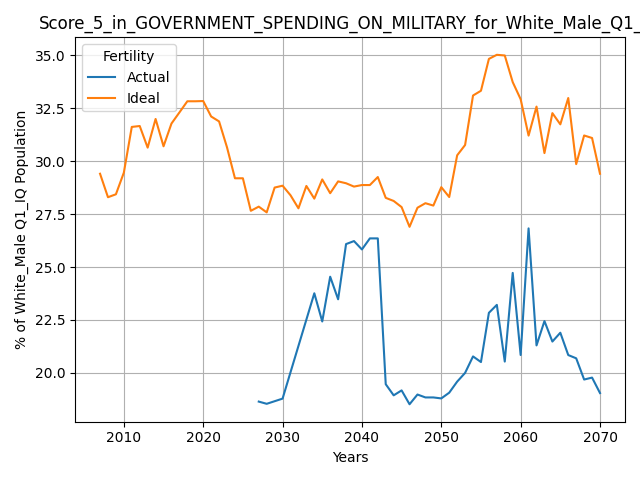 Score_5_in_GOVERNMENT_SPENDING_ON_MILITARY_for_White_Male_Q1_
Fertility
Actual
Ideal
% of White_Male Q1_IQ Population
35.0
32.5
30.0
27.5
25.0
22.5
20.0
2010
2020
2030
2040
2050
2060
2070
Years